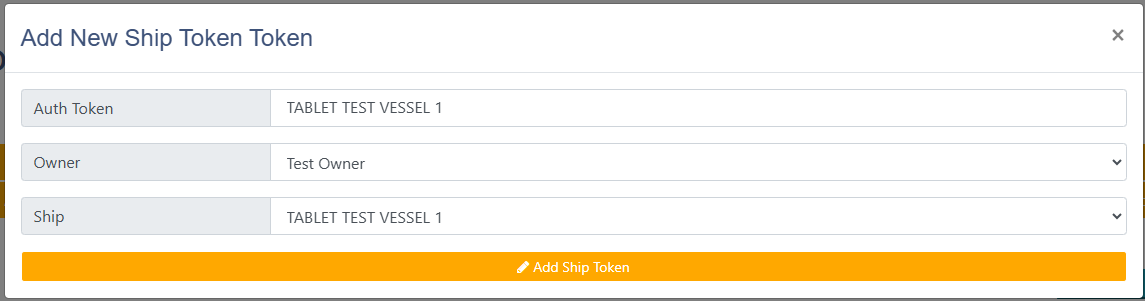 Add New Ship Token Token ×
Auth Token TABLET TEST VESSEL 1
Owner Test Owner
Ship TABLET TEST VESSEL 1
Add Ship Token